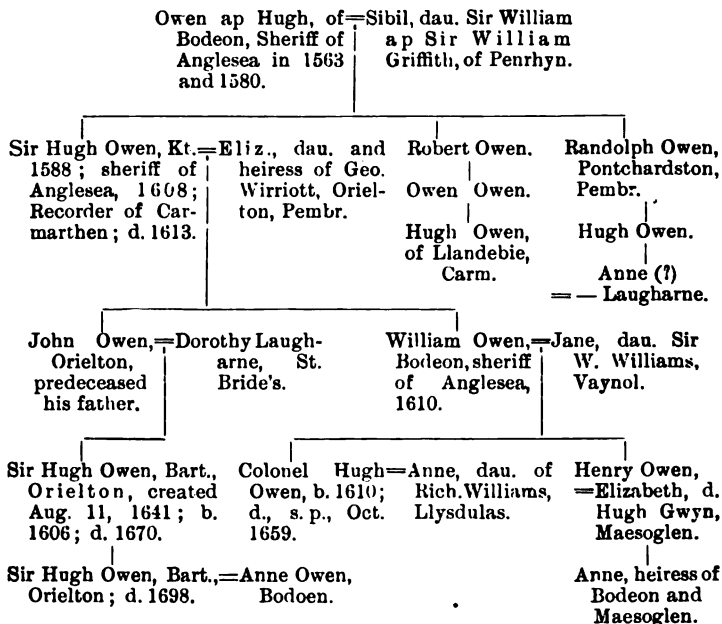 Owen ap Hugh, of
Bodeon, Sheriff of
Anglesea in 1563
and 1580.
=Sibil, dau. Sir William
ap Sir William
Griffith, of Penrhyn.
Sir Hugh Owen, Kt.
1588; sheriff of
Anglesea, 1608;
Recorder of Car-
marthen; d. 1613.
=Eliz., dau. and
heiress of Geo.
Wirriott, Oriel-
ton, Pembr.
Robert Owen.
Owen Owen.
Hugh Owen,
of Llandebie,
Carm.
Randolph Owen,
Pontchardston,
Pembr.
Hugh Owen.
Anne (?)
= — Laugharne.
John Owen,
Orielton,
predeceased
his father.
=Dorothy Laugh-
arne, St.
Bride's.
William Owen,
Bodeon, sheriff
of Anglesea,
1610.
=Jane, dau. Sir
W. Williams,
Vaynol.
Sir Hugh Owen, Bart.,
Orielton, created
Aug. 11, 1641; b.
1606; d. 1670.
Sir Hugh Owen, Bart.,
Orielton; d. 1698.
=Anne Owen,
Bodoen.
Colonel Hugh
Owen, b. 1610;
d., s. p., Oct.
1659.
=Anne, dau. of
Rich. Williams,
Llysdulas.
Henry Owen,
=Elizabeth, d.
Hugh Gwyn,
Maesoglen.
Anne, heiress of
Bodeon and
Maesoglen.